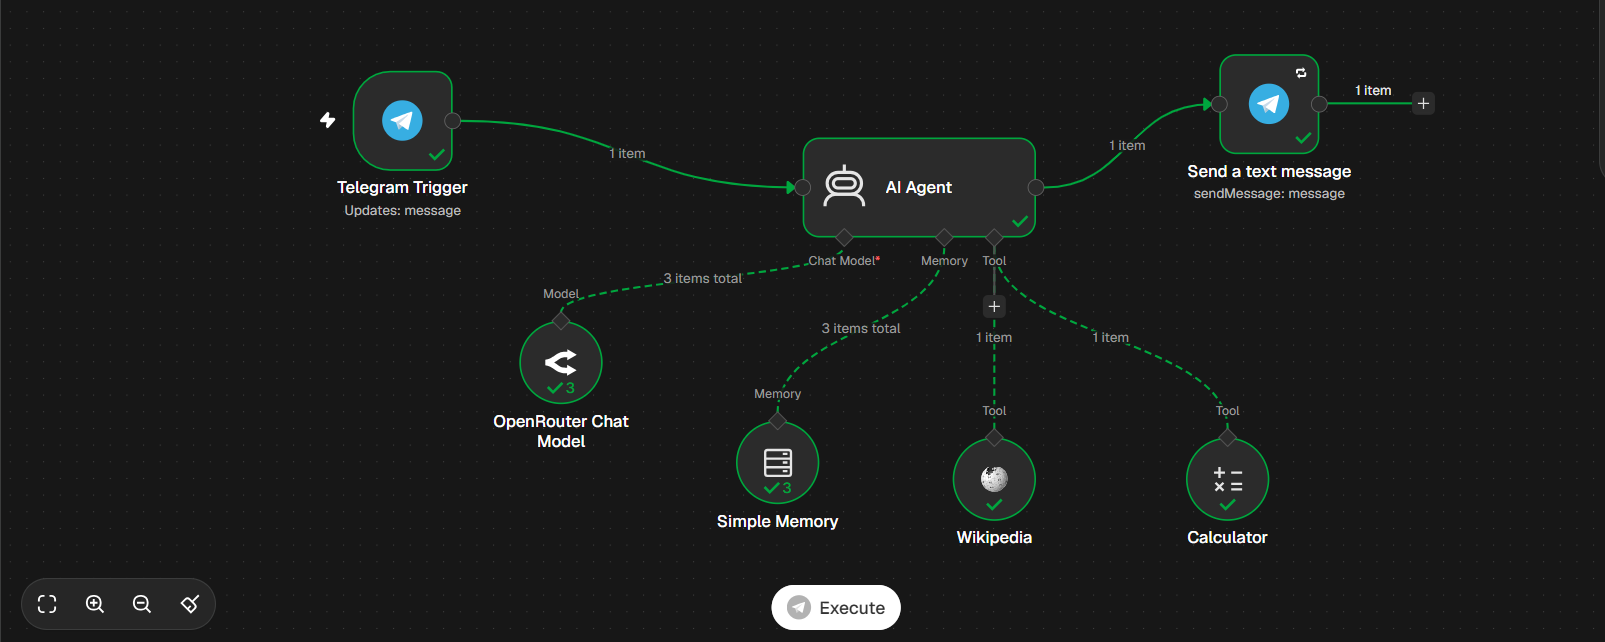 1 item
Telegram Trigger
Updates: message
1 item
AI Agent
1 item
Send a text message
sendMessage: message
Chat Model*
Memory
Tool
3 items total
Model
3
OpenRouter Chat
Model
3 items total
Memory
3
Simple Memory
+
1 item
Tool
Wikipedia
1 item
Tool
Calculator
Execute